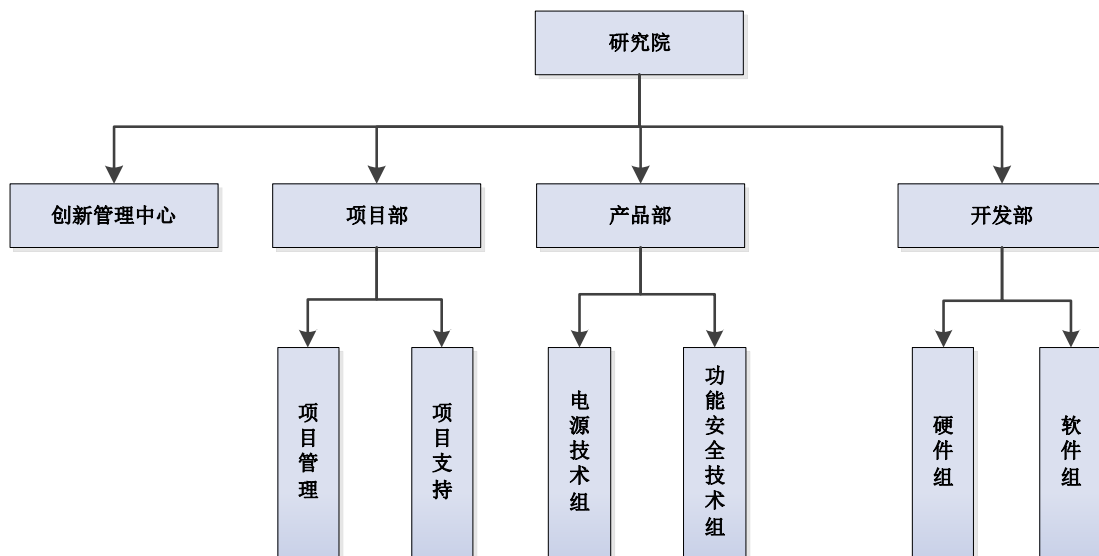 研究院
创新管理中心
项目部
产品部
开发部
项目管理
项目支持
电源技术组
功能安全技术组
硬件组
软件组